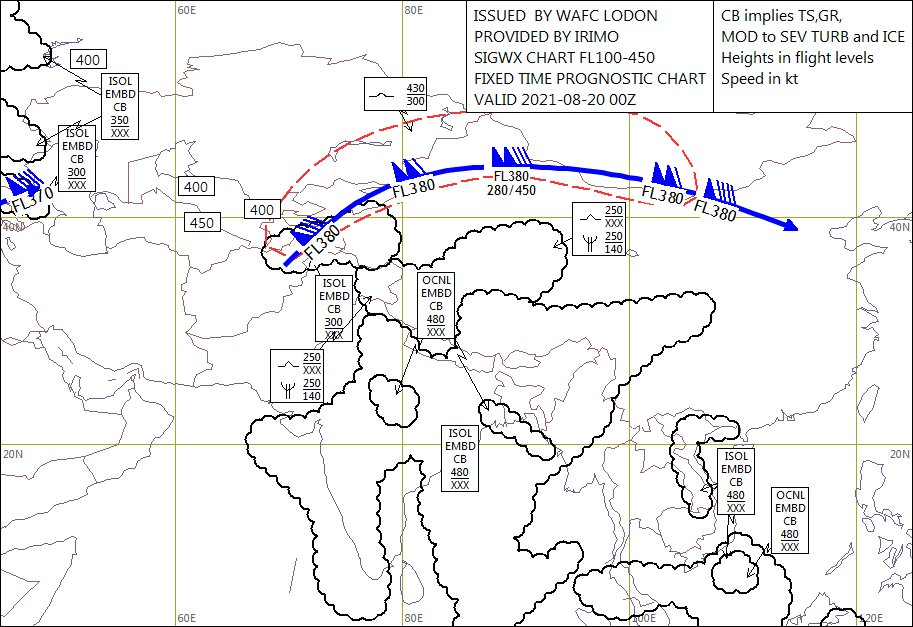 60E
80E
ISSUED BY WAFC LODON
PROVIDED BY IRIMO
SIGWX CHART FL100-450
FIXED TIME PROGNOSTIC CHART
VALID 2021-08-20 00Z
CB implies TS,GR,
MOD to SEV TURB and ICE
Heights in flight levels
Speed in kt
400
ISOL
EMBD
CB
350
XXX
430
300
ISOL
EMBD
CB
300
XXX
FL370
400
450
400
FL380
FL380
FL380
280/450
FL380
FL380
40N
40N
250
XXX
250
140
ISOL
EMBD
CB
300
XXX
OCNL
EMBD
CB
480
XXX
250
XXX
250
140
ISOL
EMBD
CB
480
XXX
20N
20N
ISOL
EMBD
CB
480
XXX
OCNL
EMBD
CB
480
XXX
60E
80E
100E
120E